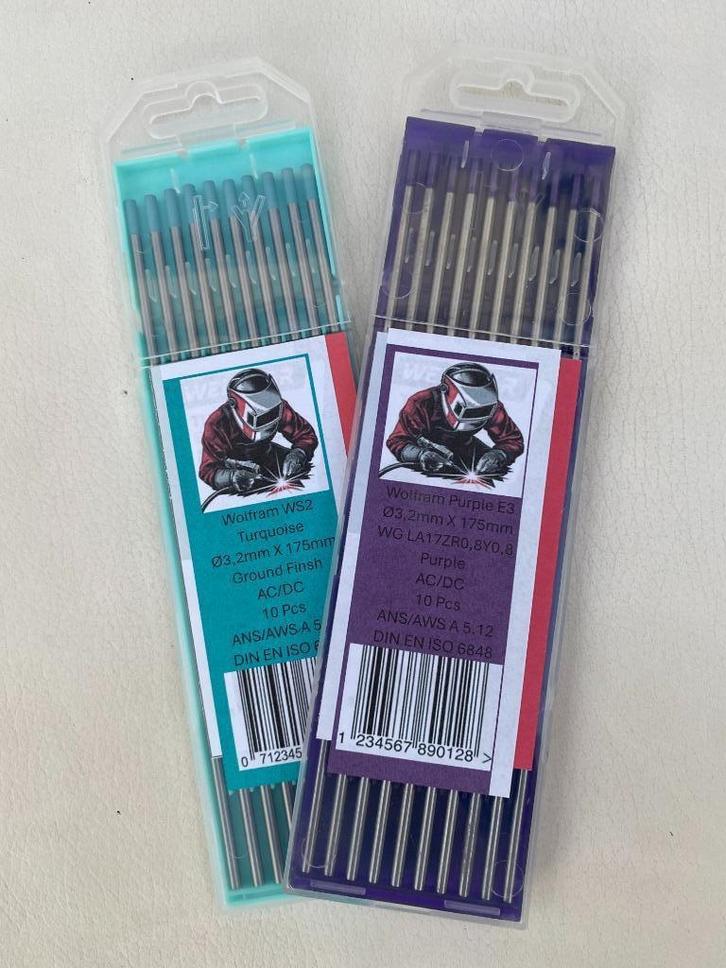 Wolfram WS2
Turquoise
Ø3,2mm X 175mm
Ground Finsh
AC/DC
10 Pcs
ANS/AWS A 5
DIN EN ISO
0 712345
Wolfram Purple E3
Ø3,2mm X 175mm
WG LA17ZR0,8Y0,8
Purple
AC/DC
10 Pcs
ANS/AWS A 5.12
DIN EN ISO 6848
1 234567 890128 >